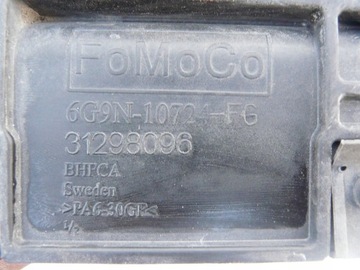 FoMoCo
6G9N-10724-FG
31298096
BHFCA
Sweden
>PA6-30GF<